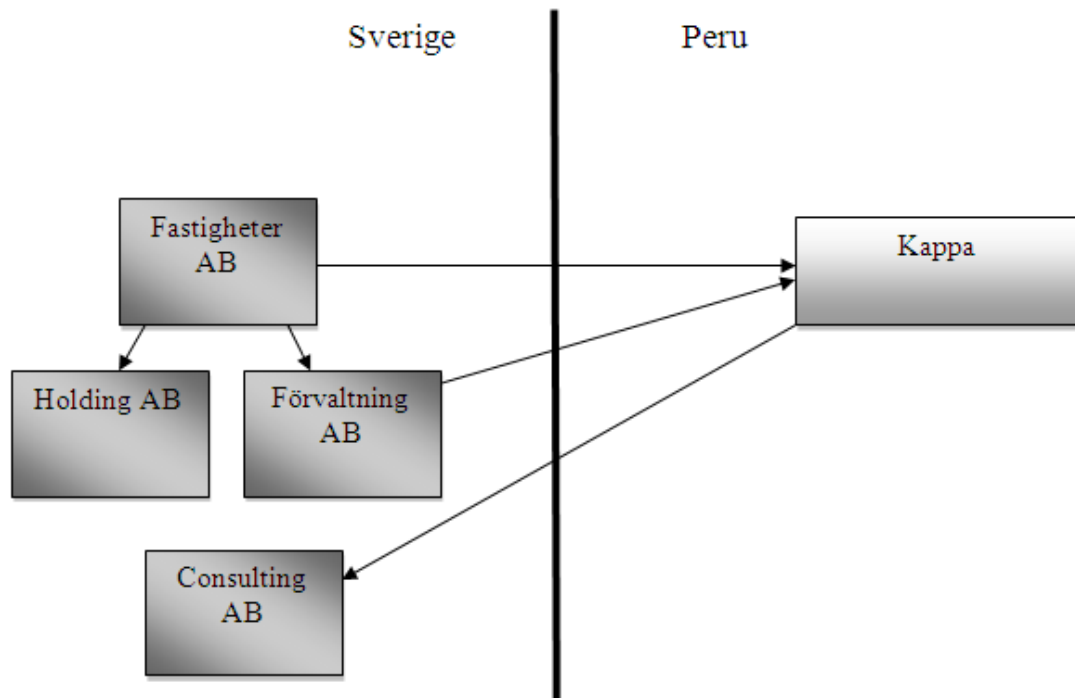 Sverige
Peru
Fastigheter
AB
Kappa
Holding AB
Förvaltning
AB
Consulting
AB